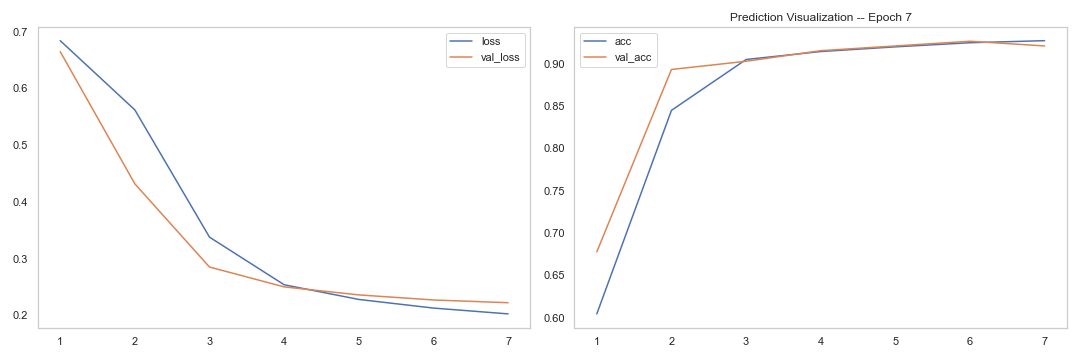 0.7
0.6
0.5
0.4
0.3
0.2
1 2 3 4 5 6 7
loss
val_loss
Prediction Visualization -- Epoch 7
0.90
0.85
0.80
0.75
0.70
0.65
0.60
1 2 3 4 5 6 7
acc
val_acc